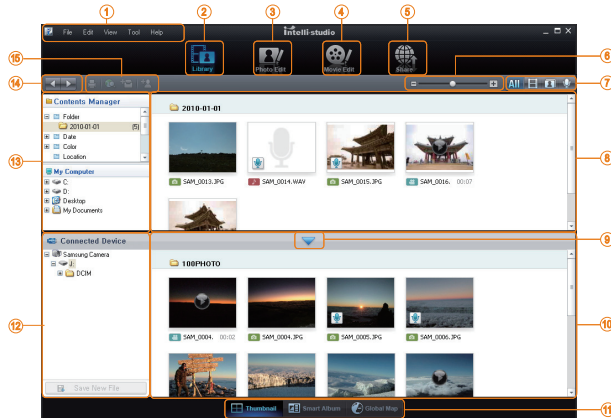 1
2
3
4
5
File Edit View Tool Help
Intelli-studio
Library
Photo Edit
Movie Edit
Share
6
15
14
All
7
Contents Manager
Folder
2010-01-01 (5)
Date
Color
Location
My Computer
C:
D:
Desktop
My Documents
13
2010-01-01
SAM_0013.JPG
SAM_0014.WAV
SAM_0015.JPG
SAM_0016. 00:07
8
9
Connected Device
Samsung Camera
J:
DCIM
12
Save New File
100PHOTO
SAM_0004. 00:02
SAM_0004.JPG
SAM_0005.JPG
SAM_0006.JPG
10
Thumbnail
Smart Album
Global Map
11